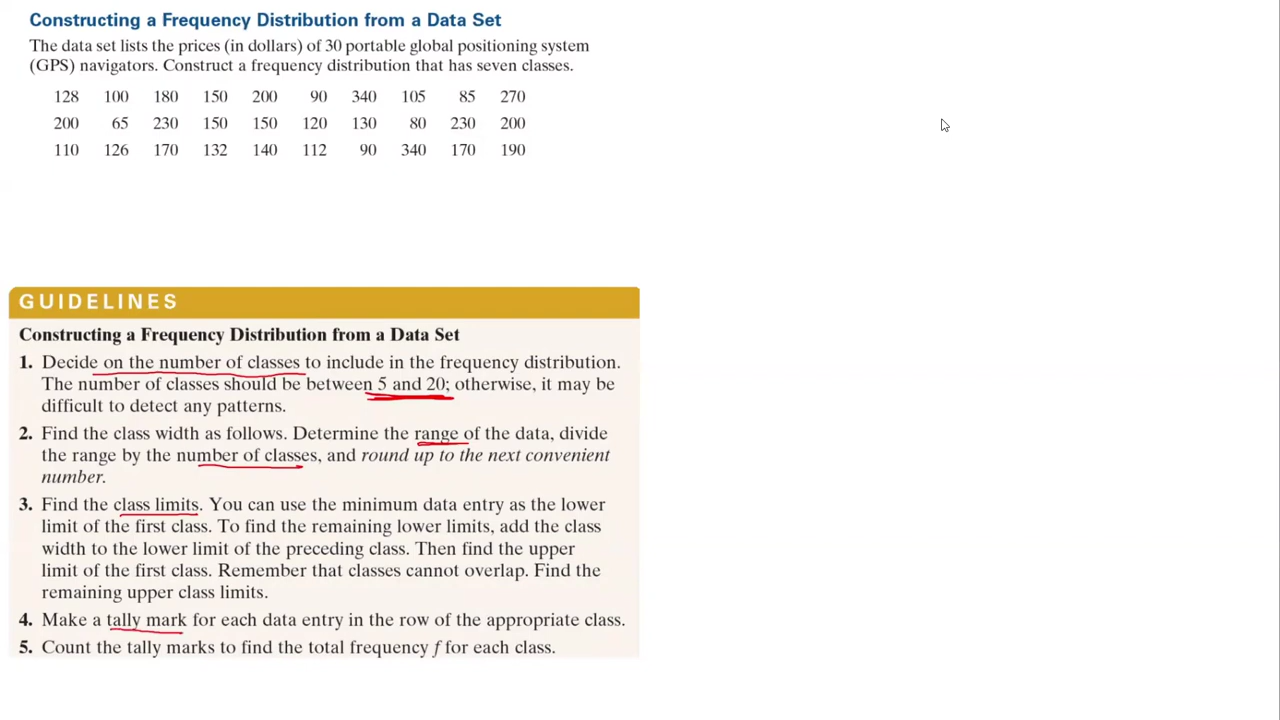 Constructing a Frequency Distribution from a Data Set
The data set lists the prices (in dollars) of 30 portable global positioning system
(GPS) navigators. Construct a frequency distribution that has seven classes.
128 100 180 150 200 90 340 105 85 270
200 65 230 150 150 120 130 80 230 200
110 126 170 132 140 112 90 340 170 190
GUIDELINES
Constructing a Frequency Distribution from a Data Set
1. Decide on the number of classes to include in the frequency distribution.
The number of classes should be between 5 and 20; otherwise, it may be
difficult to detect any patterns.
2. Find the class width as follows. Determine the range of the data, divide
the range by the number of classes, and round up to the next convenient
number.
3. Find the class limits. You can use the minimum data entry as the lower
limit of the first class. To find the remaining lower limits, add the class
width to the lower limit of the preceding class. Then find the upper
limit of the first class. Remember that classes cannot overlap. Find the
remaining upper class limits.
4. Make a tally mark for each data entry in the row of the appropriate class.
5. Count the tally marks to find the total frequency f for each class.